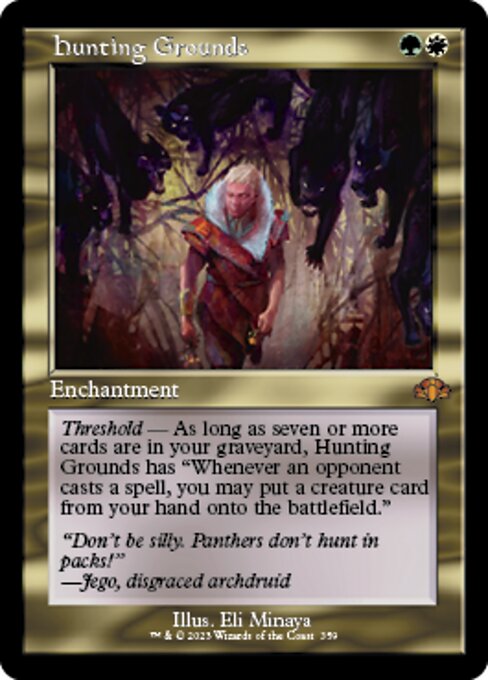 Hunting Grounds
Enchantment
Threshold — As long as seven or more
cards are in your graveyard, Hunting
Grounds has “Whenever an opponent
casts a spell, you may put a creature card
from your hand onto the battlefield.”
“Don’t be silly. Panthers don’t hunt in
packs!”
—Jego, disgraced archdruid
Illus. Eli Minaya
™ & © 2023 Wizards of the Coast 359